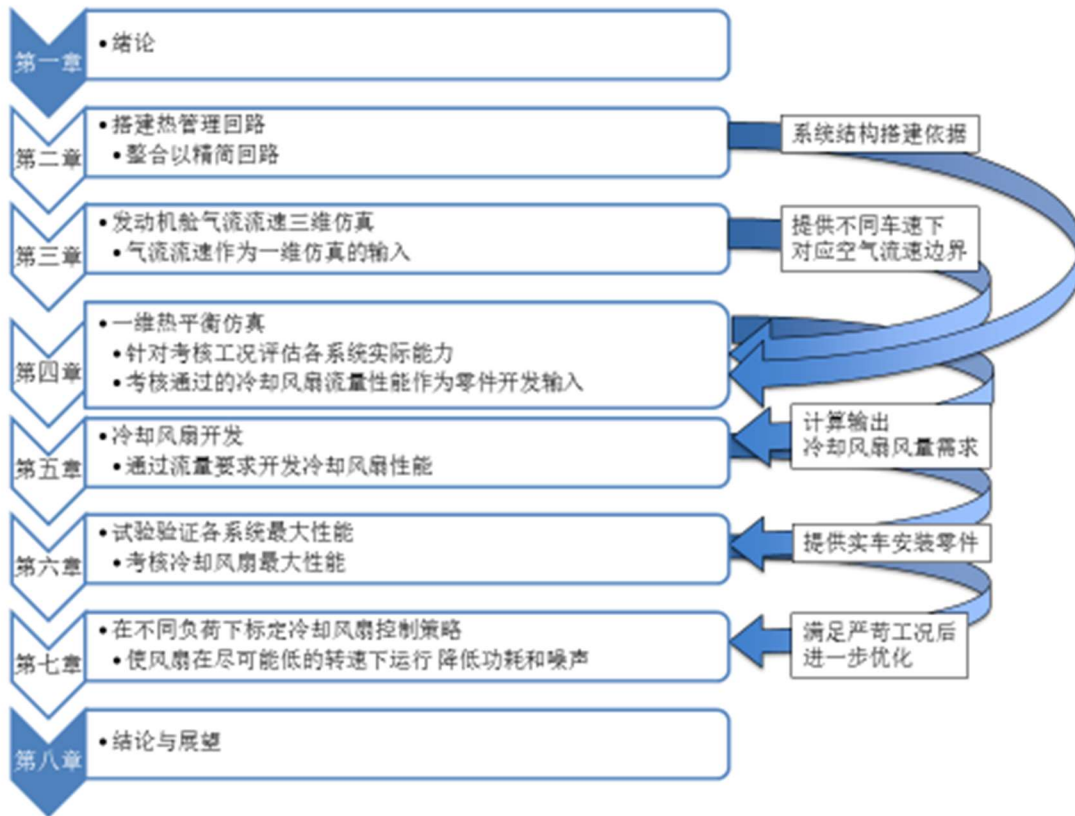 第一章
• 绪论
第二章
• 搭建热管理回路
• 整合以精简回路
系统结构搭建依据
第三章
• 发动机舱气流流速三维仿真
• 气流流速作为一维仿真的输入
提供不同车速下
对应空气流速边界
第四章
• 一维热平衡仿真
• 针对考核工况评估各系统实际能力
• 考核通过的冷却风扇流量性能作为零件开发输入
第五章
• 冷却风扇开发
• 通过流量要求开发冷却风扇性能
计算输出
冷却风扇风量需求
第六章
• 试验验证各系统最大性能
• 考核冷却风扇最大性能
提供实车安装零件
第七章
• 在不同负荷下标定冷却风扇控制策略
• 使风扇在尽可能低的转速下运行 降低功耗和噪声
满足严苛工况后
进一步优化
第八章
• 结论与展望